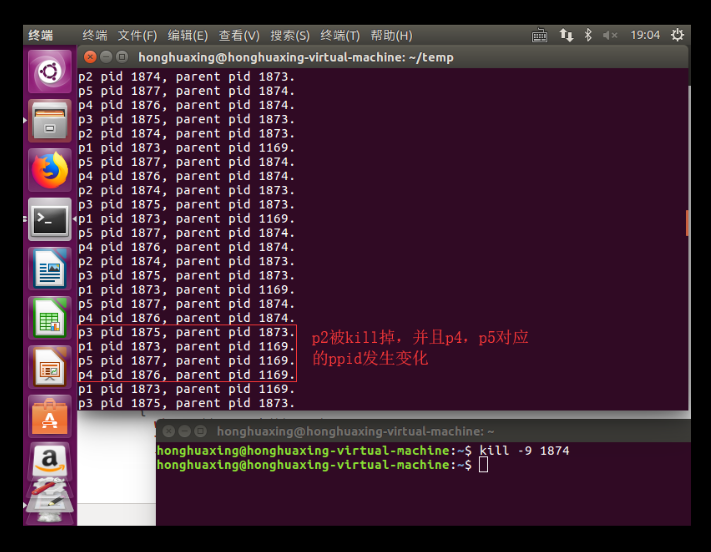 终端 终端 文件(F) 编辑(E) 查看(V) 搜索(S) 终端(T) 帮助(H) 19:04
honghuaxing@honghuaxing-virtual-machine: ~/temp
p2 pid 1874, parent pid 1873.
p5 pid 1877, parent pid 1874.
p4 pid 1876, parent pid 1874.
p3 pid 1875, parent pid 1873.
p2 pid 1874, parent pid 1873.
p1 pid 1873, parent pid 1169.
p5 pid 1877, parent pid 1874.
p4 pid 1876, parent pid 1874.
p2 pid 1874, parent pid 1873.
p3 pid 1875, parent pid 1873.
p1 pid 1873, parent pid 1169.
p5 pid 1877, parent pid 1874.
p4 pid 1876, parent pid 1874.
p2 pid 1874, parent pid 1873.
p3 pid 1875, parent pid 1873.
p1 pid 1873, parent pid 1169.
p5 pid 1877, parent pid 1874.
p4 pid 1876, parent pid 1874.
p3 pid 1875, parent pid 1873.
p1 pid 1873, parent pid 1169.
p5 pid 1877, parent pid 1169.
p4 pid 1876, parent pid 1169.
p1 pid 1873, parent pid 1169.
p3 pid 1875, parent pid 1873.
p2被kill掉，并且p4，p5对应
的ppid发生变化
honghuaxing@honghuaxing-virtual-machine: ~
honghuaxing@honghuaxing-virtual-machine:~$ kill -9 1874
honghuaxing@honghuaxing-virtual-machine:~$